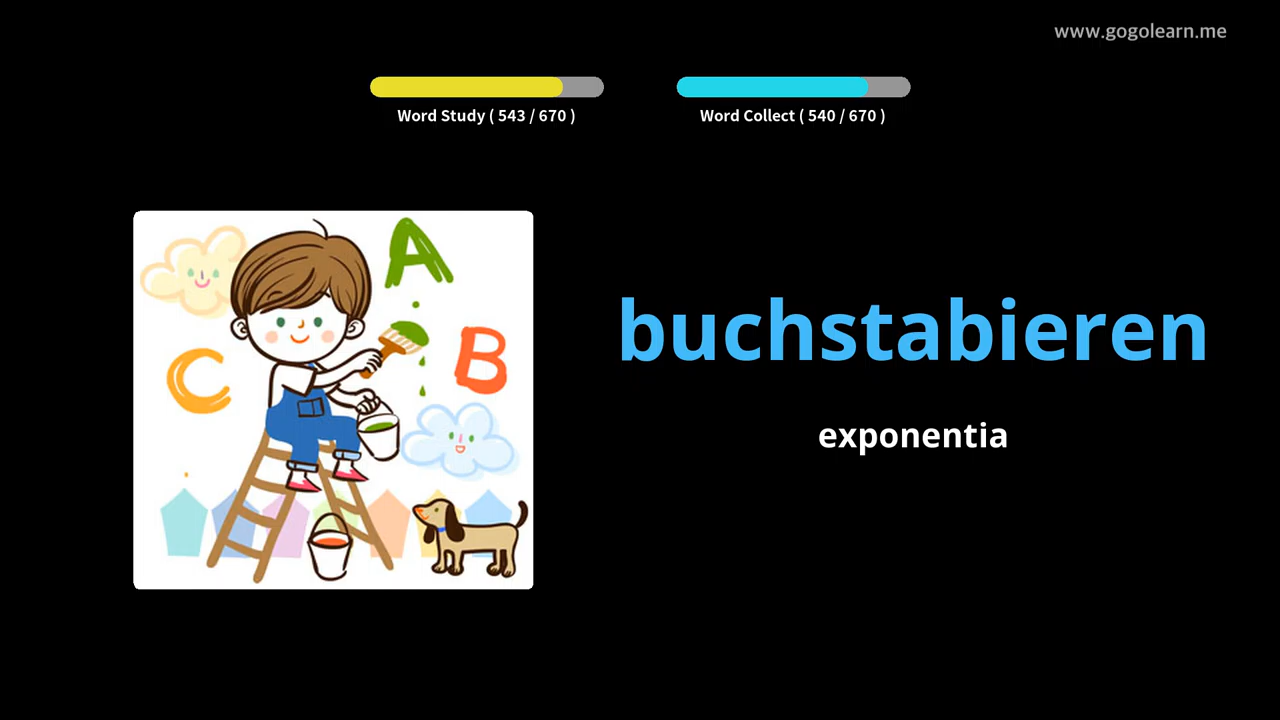 www.gogolearn.me
Word Study ( 543 / 670 )
Word Collect ( 540 / 670 )
A
B
C
buchstabieren
exponentia